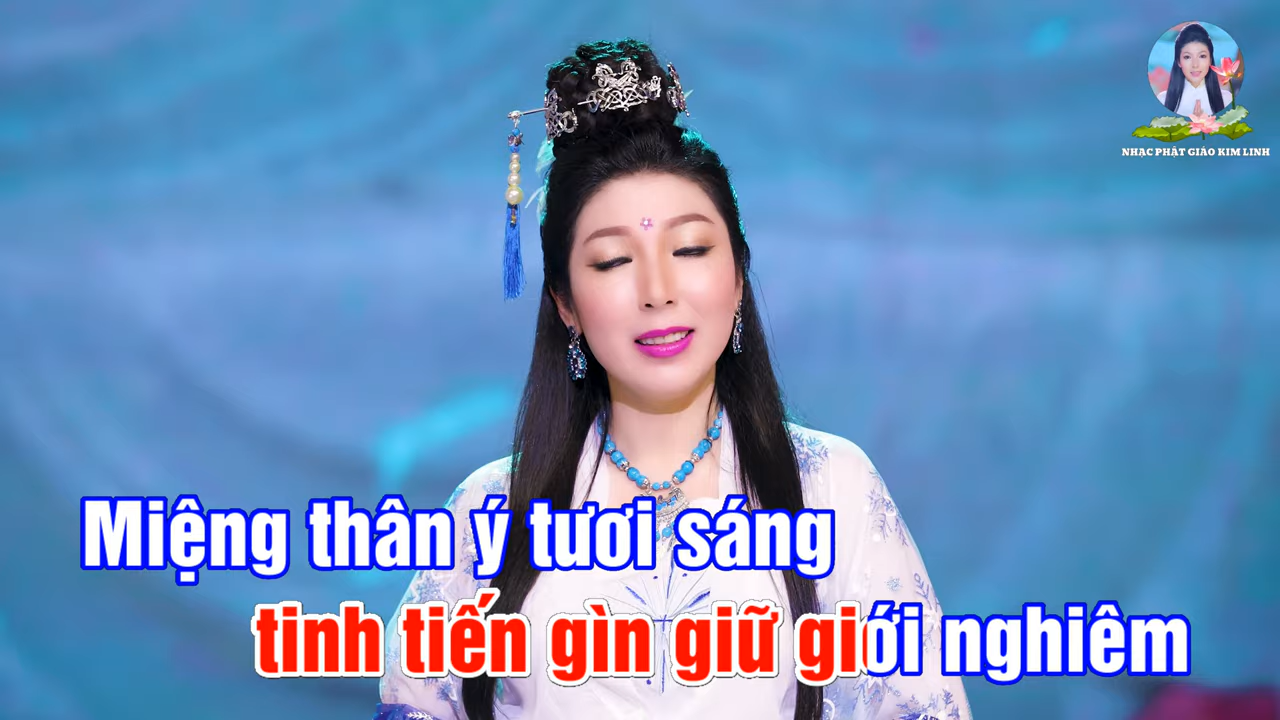 NHẠC PHẬT GIÁO KIM LINH
Miệng thân ý tươi sáng
tinh tiến gìn giữ giới nghiêm